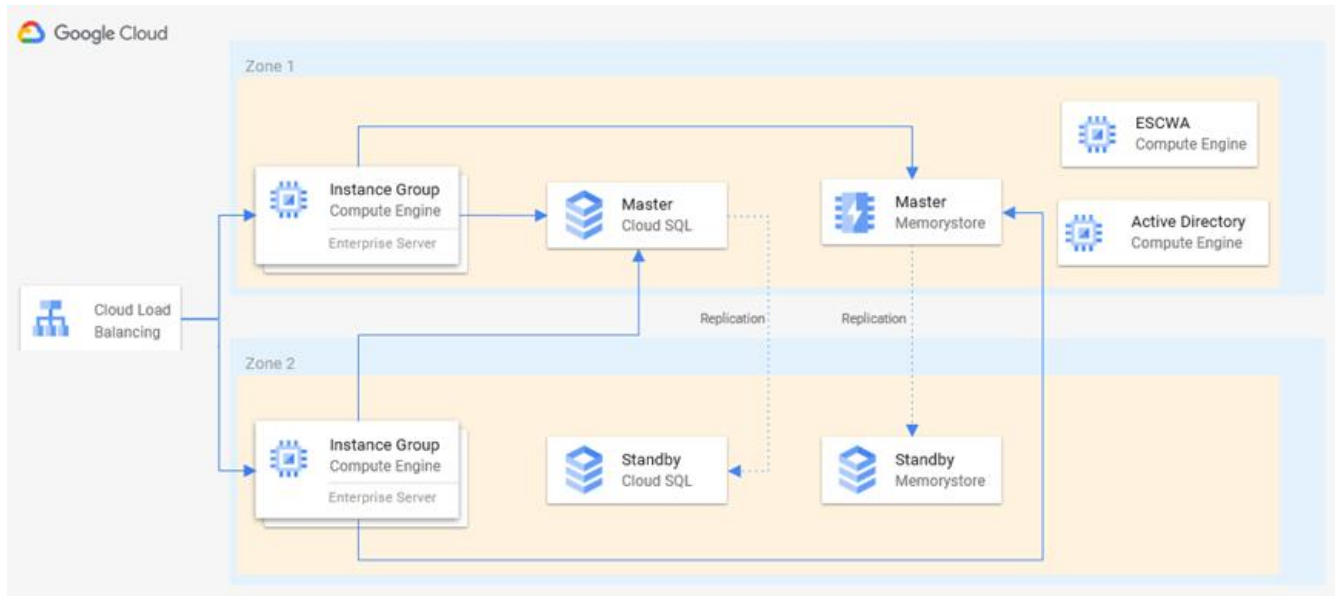 Google Cloud
Zone 1
ESCWA
Compute Engine
Instance Group
Compute Engine
Enterprise Server
Master
Cloud SQL
Master
Memorystore
Active Directory
Compute Engine
Cloud Load
Balancing
Replication
Replication
Zone 2
Instance Group
Compute Engine
Enterprise Server
Standby
Cloud SQL
Standby
Memorystore